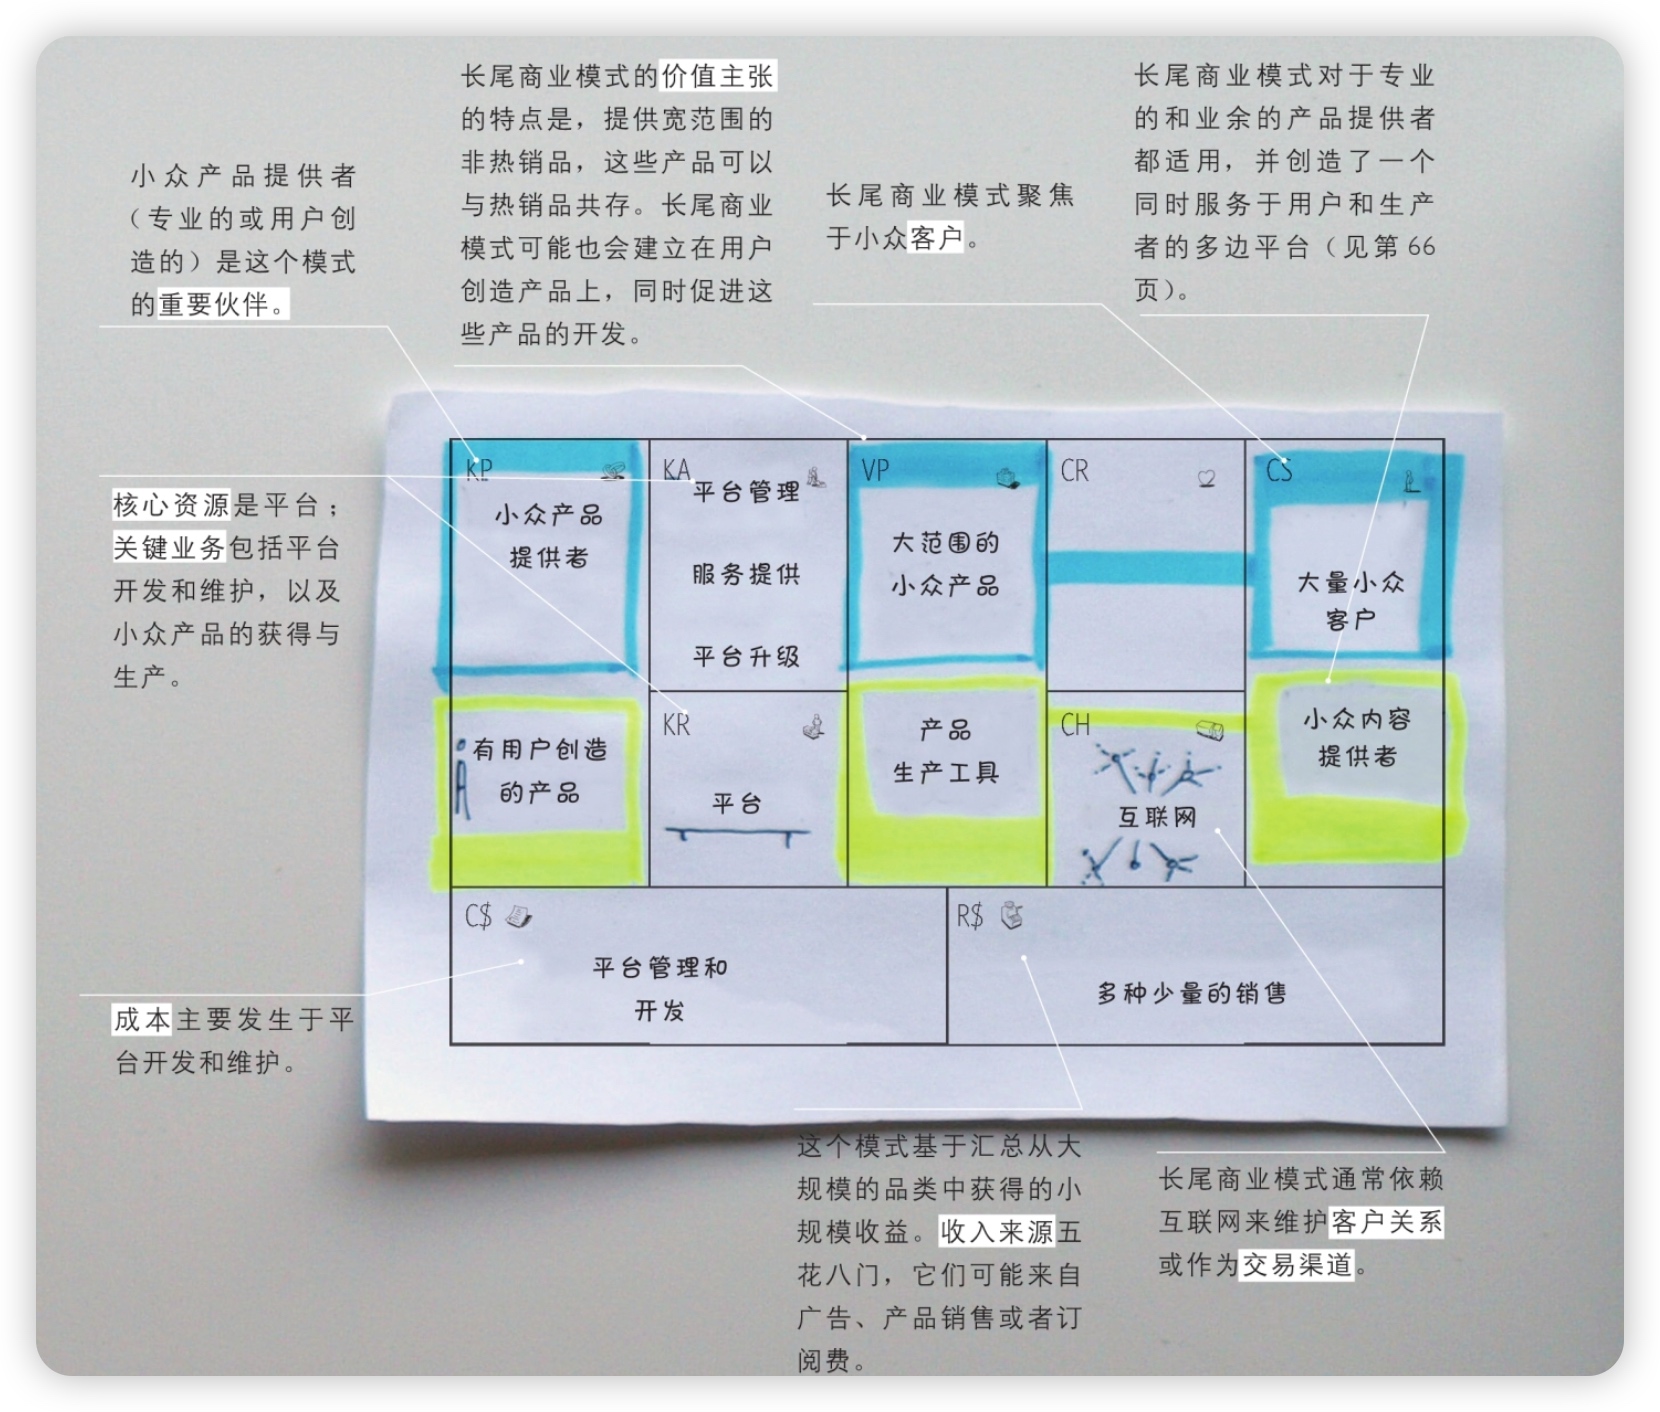 小众产品提供者
（专业的或用户创
造的）是这个模式
的重要伙伴。
长尾商业模式的价值主张
的特点是，提供宽范围的
非热销品，这些产品可以
与热销品共存。长尾商业
模式可能也会建立在用户
创造产品上，同时促进这
些产品的开发。
长尾商业模式聚焦
于小众客户。
长尾商业模式对于专业
的和业余的产品提供者
都适用，并创造了一个
同时服务于用户和生产
者的多边平台（见第66
页）。
核心资源是平台；
关键业务包括平台
开发和维护，以及
小众产品的获得与
生产。
KP
小众产品
提供者
有用户创造
的产品
KA
平台管理
服务提供
平台升级
KR
平台
VP
大范围的
小众产品
产品
生产工具
CR
CH
互联网
CS
大量小众
客户
小众内容
提供者
C$
平台管理和
开发
R$
多种少量的销售
成本主要发生于平
台开发和维护。
这个模式基于汇总从大
规模的品类中获得的小
规模收益。收入来源五
花八门，它们可能来自
广告、产品销售或者订
阅费。
长尾商业模式通常依赖
互联网来维护客户关系
或作为交易渠道。